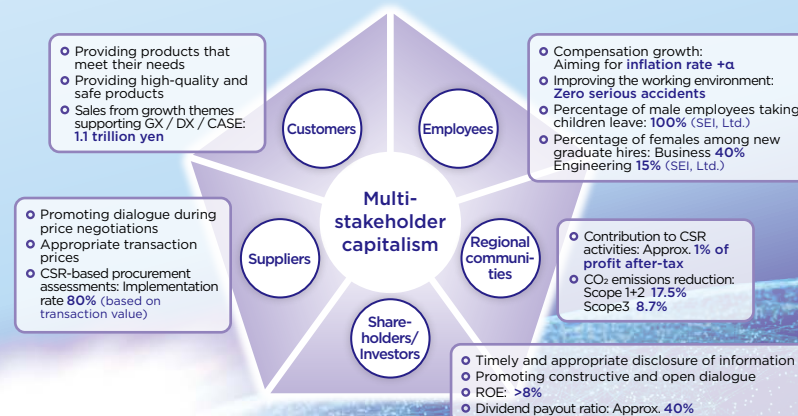 Providing products that
meet their needs
Providing high-quality and
safe products
Sales from growth themes
supporting GX / DX / CASE:
1.1 trillion yen
Compensation growth:
Aiming for inflation rate +α
Improving the working environment:
Zero serious accidents
Percentage of male employees taking
children leave: 100% (SEI, Ltd.)
Percentage of females among new
graduate hires: Business 40%
Engineering 15% (SEI, Ltd.)
Customers
Employees
Multi-
stakeholder
capitalism
Suppliers
Regional
communi-
ties
Share-
holders/
Investors
Promoting dialogue during
price negotiations
Appropriate transaction
prices
CSR-based procurement
assessments: Implementation
rate 80% (based on
transaction value)
Contribution to CSR
activities: Approx. 1% of
profit after-tax
CO₂ emissions reduction:
Scope 1+2 17.5%
Scope3 8.7%
Timely and appropriate disclosure of information
Promoting constructive and open dialogue
ROE: >8%
Dividend payout ratio: Approx. 40%